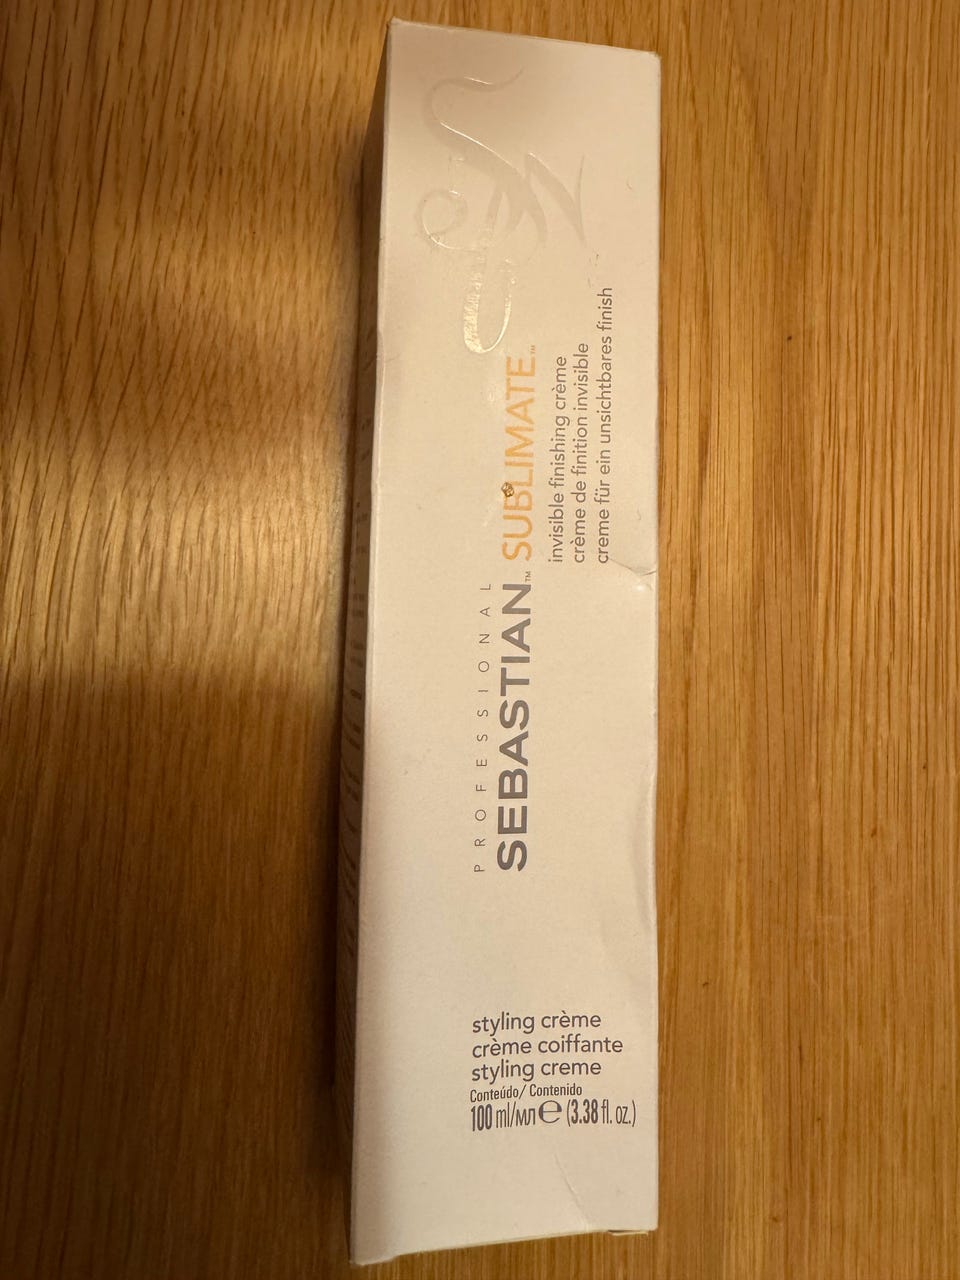 PROFESSIONAL
SEBASTIAN™ SUBLIMATE™
invisible finishing crème
crème de finition invisible
creme für ein unsichtbares finish
styling crème
crème coiffante
styling creme
Conteúdo/ Contenido
100 ml/мл ℮ (3.38 fl. oz.)